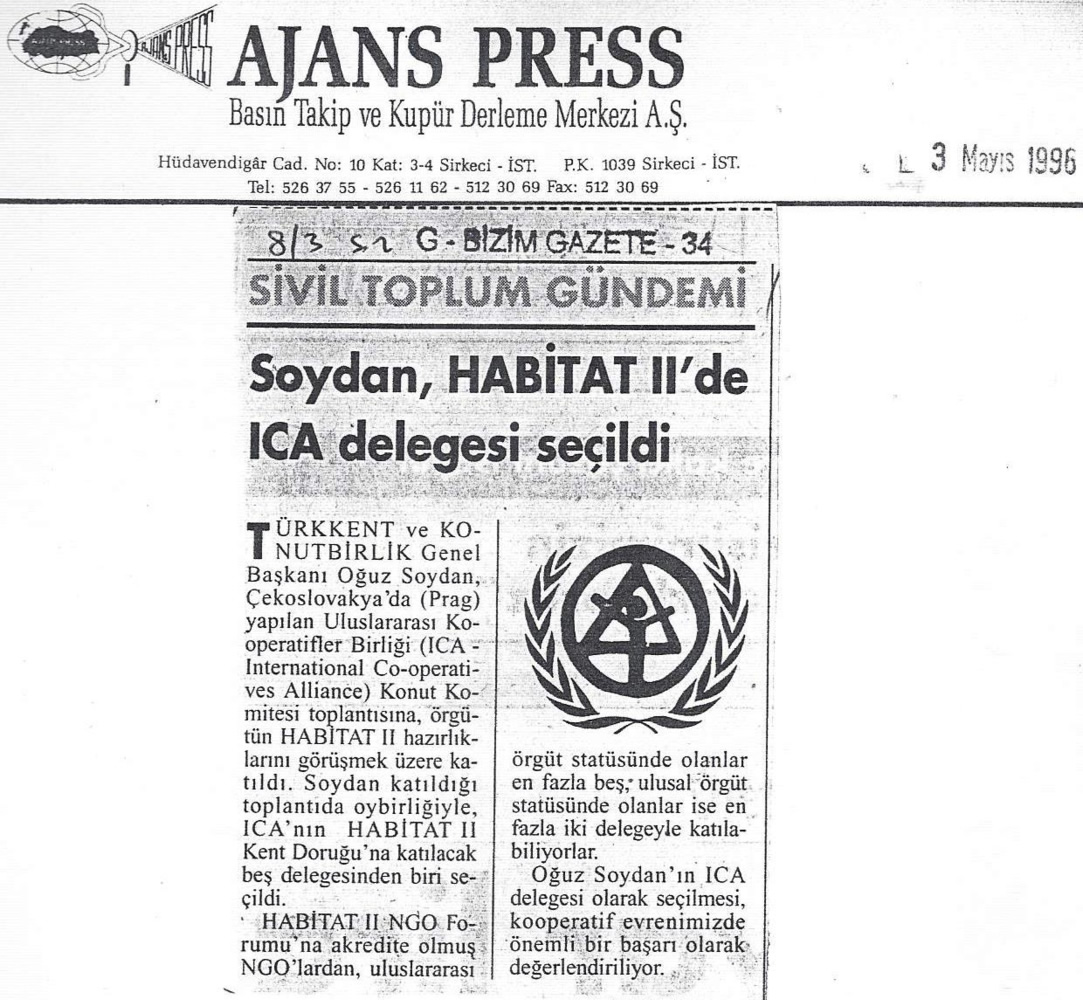 AJANS PRESS
AJANS PRESS
Basın Takip ve Kupür Derleme Merkezi A.Ş.
Hüdavendigâr Cad. No: 10 Kat: 3-4 Sirkeci - İST. P.K. 1039 Sirkeci - İST.
Tel: 526 37 55 - 526 11 62 - 512 30 69 Fax: 512 30 69
3 Mayıs 1996
8/3 G - BİZİM GAZETE - 34
SİVİL TOPLUM GÜNDEMİ
Soydan, HABİTAT II'de
ICA delegesi seçildi
TÜRKKENT ve KO-
NUTBİRLİK Genel
Başkanı Oğuz Soydan,
Çekoslovakya'da (Prag)
yapılan Uluslararası Ko-
operatifler Birliği (ICA -
International Co-operati-
ves Alliance) Konut Ko-
mitesi toplantısına, örgü-
tün HABİTAT II hazırlık-
larını görüşmek üzere ka-
tıldı. Soydan katıldığı
toplantıda oybirliğiyle,
ICA'nın HABİTAT II
Kent Doruğu'na katılacak
beş delegesinden biri se-
çildi.
HABİTAT II NGO Fo-
rumu'na akredite olmuş
NGO'lardan, uluslararası
örgüt statüsünde olanlar
en fazla beş, ulusal örgüt
statüsünde olanlar ise en
fazla iki delegeyle katıla-
biliyorlar.
Oğuz Soydan'ın ICA
delegesi olarak seçilmesi,
kooperatif evrenimizde
önemli bir başarı olarak
değerlendiriliyor.